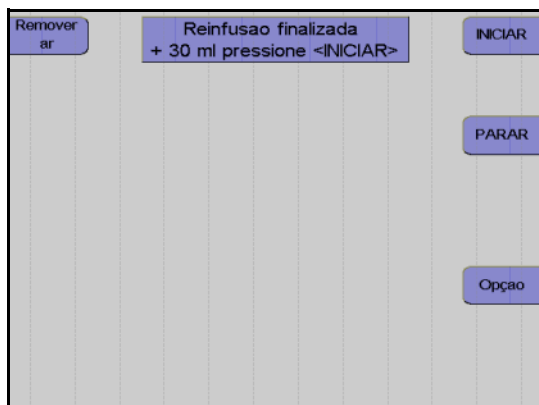 Remover
ar
Reinfusao finalizada
+ 30 ml pressione <INICIAR>
INICIAR
PARAR
Opçao